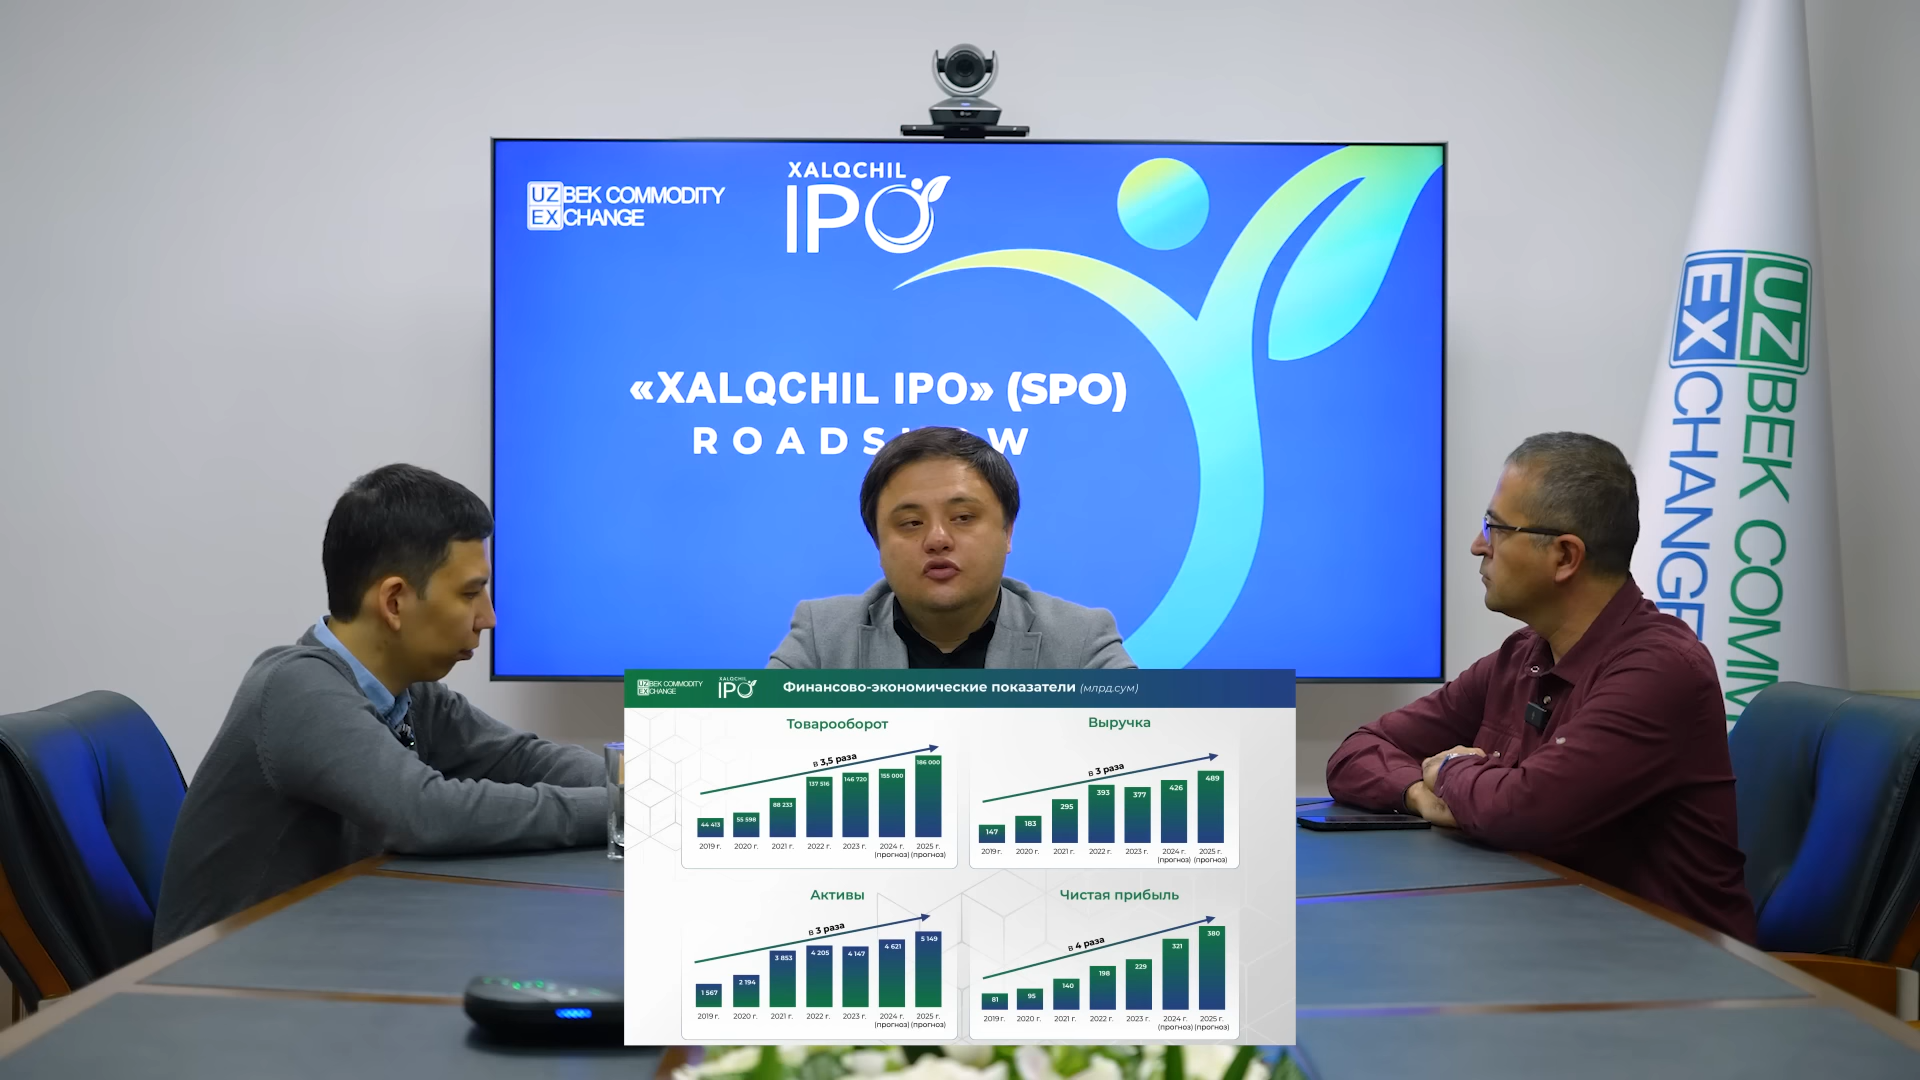 UZBEK COMMODITY
EXCHANGE
XALQCHIL
IPO
«XALQCHIL IPO» (SPO)
ROADS W
UZBEK COMM
EXCHANGE
UZBEK COMMODITY
EXCHANGE
XALQCHIL
IPO
Финансово-экономические показатели (млрд.сум)
Товарооборот
в 3,5 раза
44 413
55 598
88 233
137 516
146 720
155 000
186 000
2019 г.
2020 г.
2021 г.
2022 г.
2023 г.
2024 г.
(прогноз)
2025 г.
(прогноз)
Выручка
в 3 раза
147
183
295
393
377
426
489
2019 г.
2020 г.
2021 г.
2022 г.
2023 г.
2024 г.
(прогноз)
2025 г.
(прогноз)
Активы
в 3 раза
1 567
2 194
3 853
4 205
4 147
4 621
5 149
2019 г.
2020 г.
2021 г.
2022 г.
2023 г.
2024 г.
(прогноз)
2025 г.
(прогноз)
Чистая прибыль
в 4 раза
81
95
140
198
229
321
380
2019 г.
2020 г.
2021 г.
2022 г.
2023 г.
2024 г.
(прогноз)
2025 г.
(прогноз)